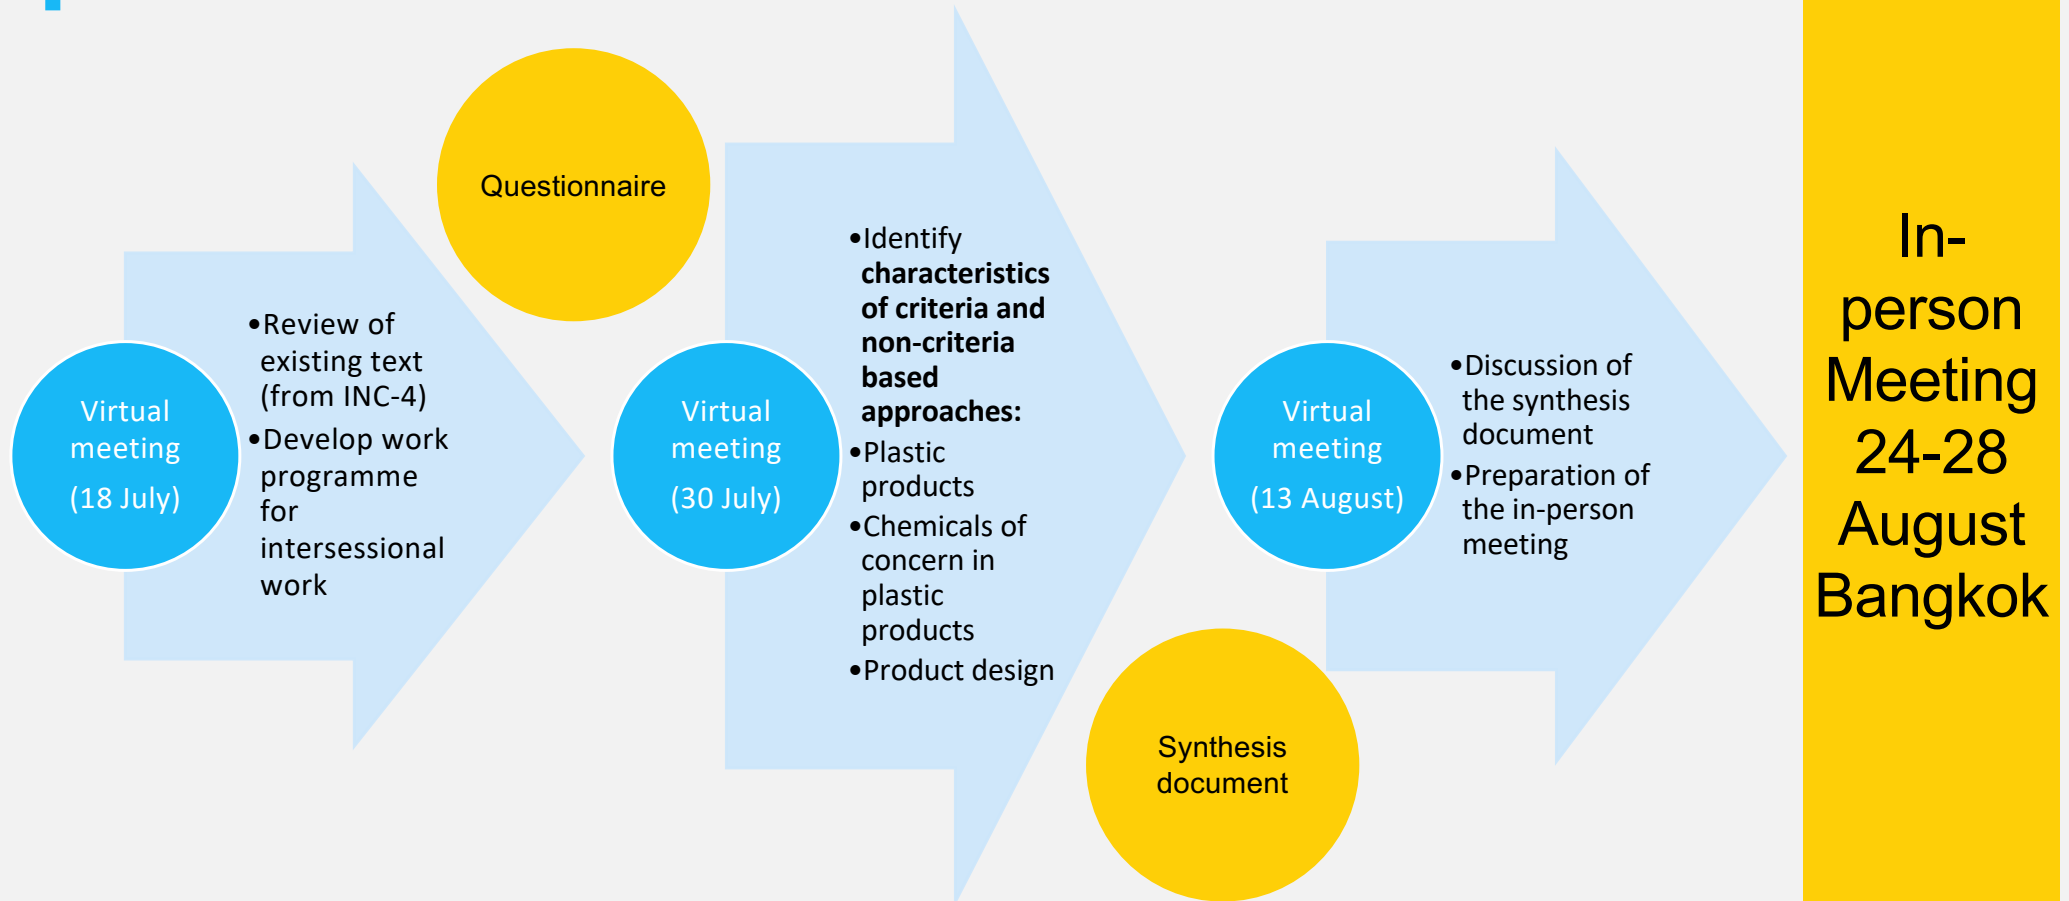 Virtual
meeting
(18 July)
•Review of
existing text
(from INC-4)
•Develop work
programme
for
intersessional
work
Questionnaire
Virtual
meeting
(30 July)
•Identify
characteristics
of criteria and
non-criteria
based
approaches:
•Plastic
products
•Chemicals of
concern in
plastic
products
•Product design
Synthesis
document
Virtual
meeting
(13 August)
•Discussion of
the synthesis
document
•Preparation of
the in-person
meeting
In-
person
Meeting
24-28
August
Bangkok